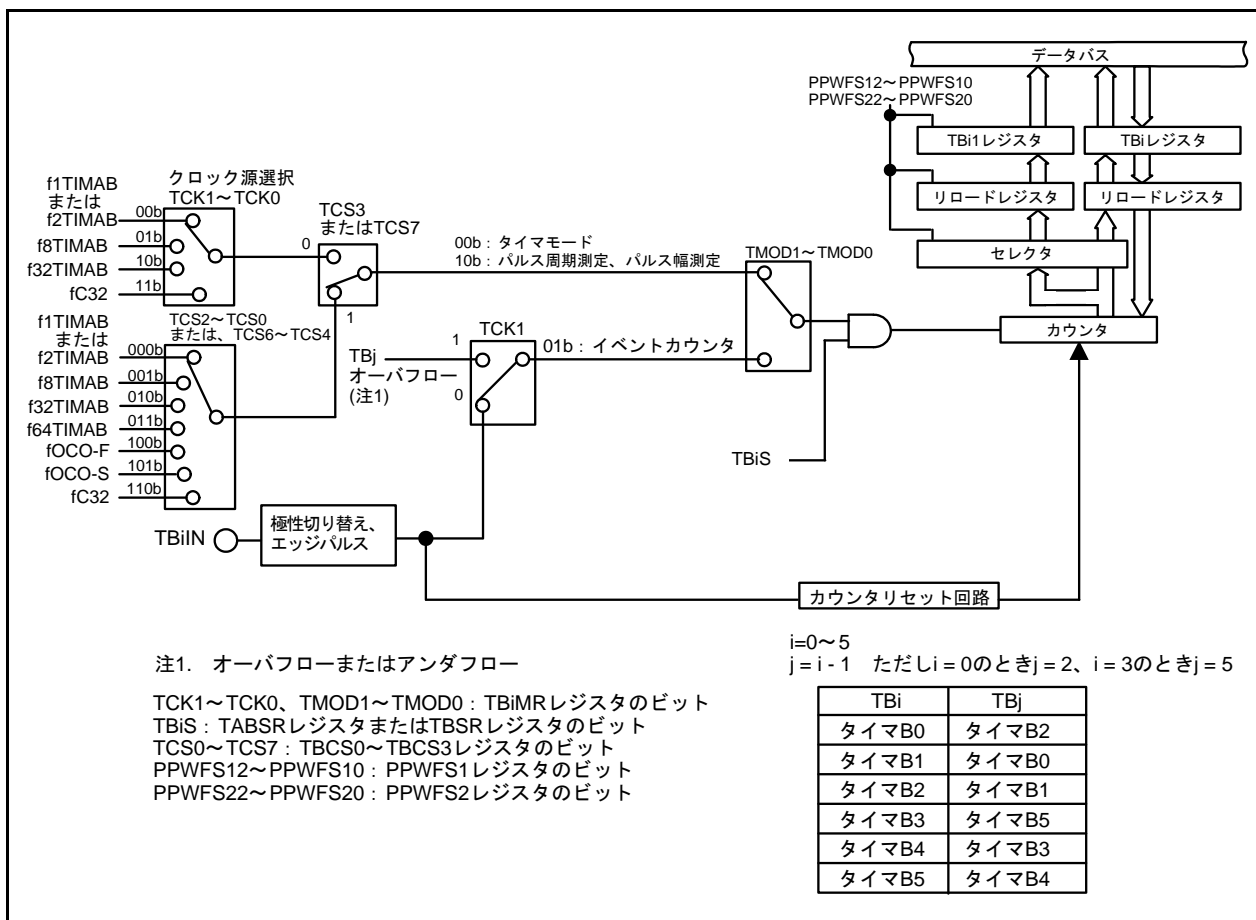 データバス
PPWFS12～PPWFS10
PPWFS22～PPWFS20
TBi1レジスタ
TBiレジスタ
リロードレジスタ
リロードレジスタ
セレクタ
カウンタ
クロック源選択
TCK1～TCK0
f1TIMAB
または
f2TIMAB
00b
f8TIMAB
01b
f32TIMAB
10b
fC32
11b
TCS3
またはTCS7
0
1
00b：タイマモード
10b：パルス周期測定、パルス幅測定
TMOD1～TMOD0
TCS2～TCS0
または、TCS6～TCS4
f1TIMAB
または
f2TIMAB
000b
f8TIMAB
001b
f32TIMAB
010b
f64TIMAB
011b
fOCO-F
100b
fOCO-S
101b
fC32
110b
TCK1
1
TBj
オーバフロー
(注1)
0
01b：イベントカウンタ
TBiS
TBiIN
極性切り替え、
エッジパルス
カウンタリセット回路
注1. オーバフローまたはアンダフロー
TCK1～TCK0、TMOD1～TMOD0：TBiMRレジスタのビット
TBiS：TABSRレジスタまたはTBSRレジスタのビット
TCS0～TCS7：TBCS0～TBCS3レジスタのビット
PPWFS12～PPWFS10：PPWFS1レジスタのビット
PPWFS22～PPWFS20：PPWFS2レジスタのビット
i=0～5
j = i - 1 ただしi = 0のときj = 2、i = 3のときj = 5
TBi TBj
タイマB0 タイマB2
タイマB1 タイマB0
タイマB2 タイマB1
タイマB3 タイマB5
タイマB4 タイマB3
タイマB5 タイマB4